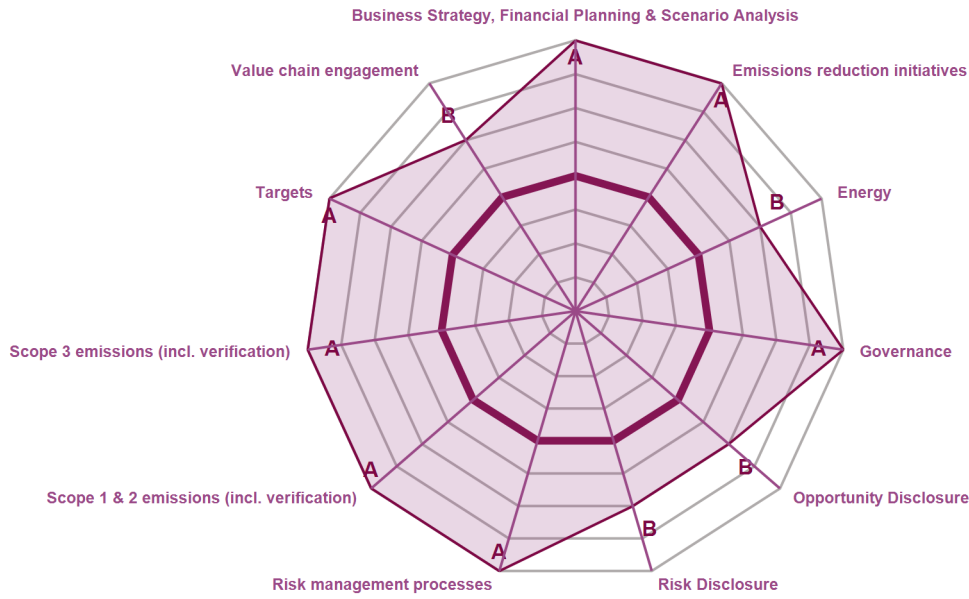 Business Strategy, Financial Planning & Scenario Analysis
A
Value chain engagement
B
Emissions reduction initiatives
A
Targets
A
Energy
B
Scope 3 emissions (incl. verification)
A
Governance
A
Scope 1 & 2 emissions (incl. verification)
A
Opportunity Disclosure
B
Risk management processes
A
Risk Disclosure
B